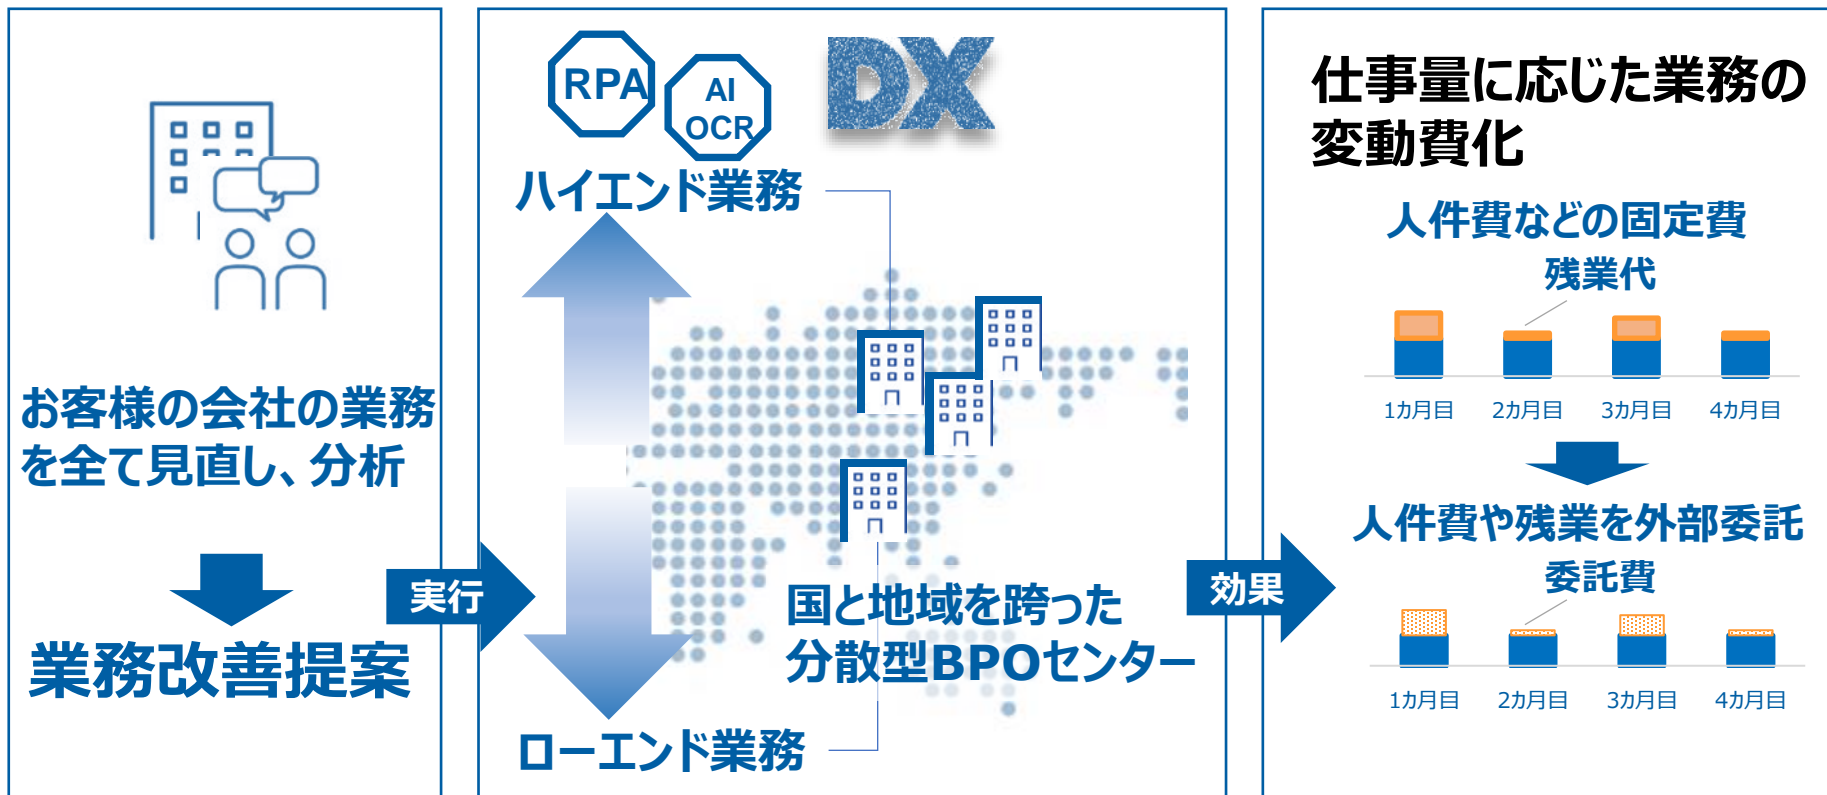 お客様の会社の業務
を全て見直し、分析
業務改善提案
実行
RPA
AI
OCR
DX
ハイエンド業務
国と地域を跨った
分散型BPOセンター
ローエンド業務
効果
仕事量に応じた業務の
変動費化
人件費などの固定費
残業代
1カ月目 2カ月目 3カ月目 4カ月目
人件費や残業を外部委託
委託費
1カ月目 2カ月目 3カ月目 4カ月目